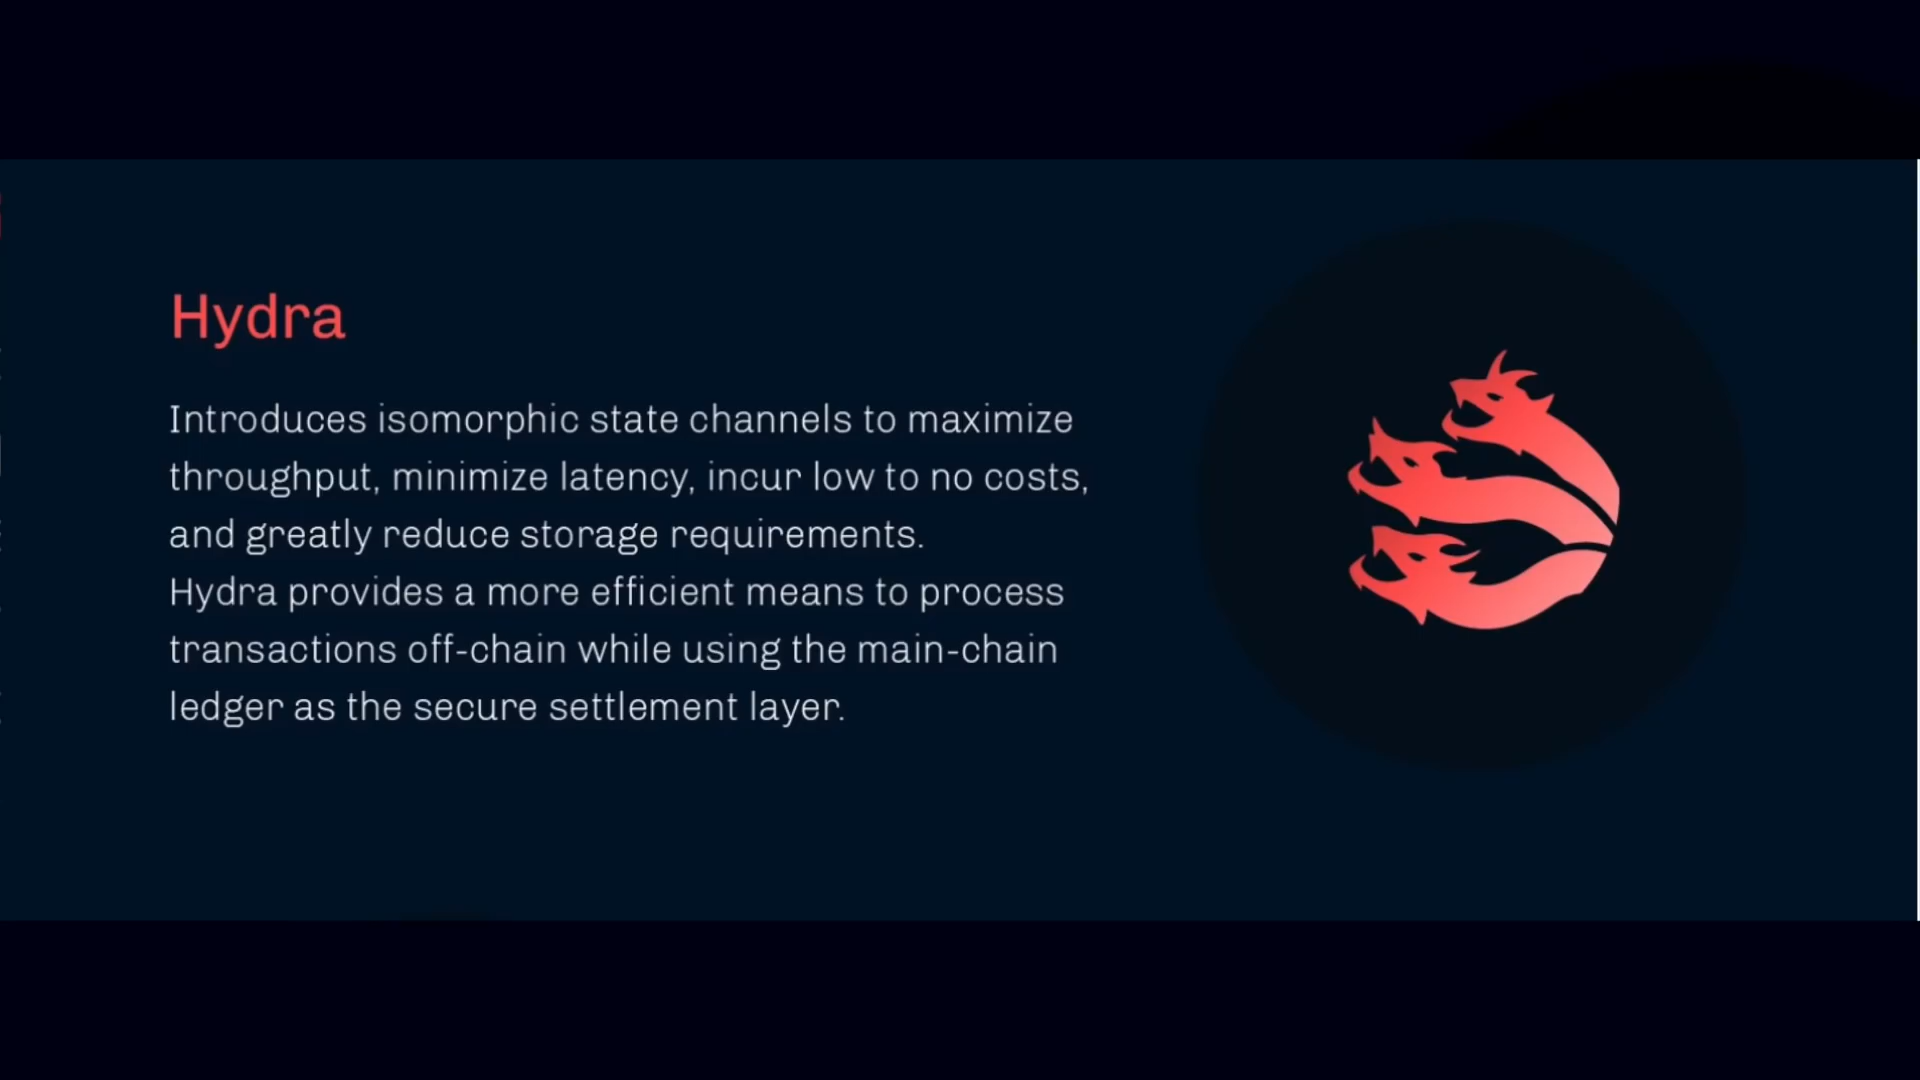 Hydra
Introduces isomorphic state channels to maximize
throughput, minimize latency, incur low to no costs,
and greatly reduce storage requirements.
Hydra provides a more efficient means to process
transactions off-chain while using the main-chain
ledger as the secure settlement layer.